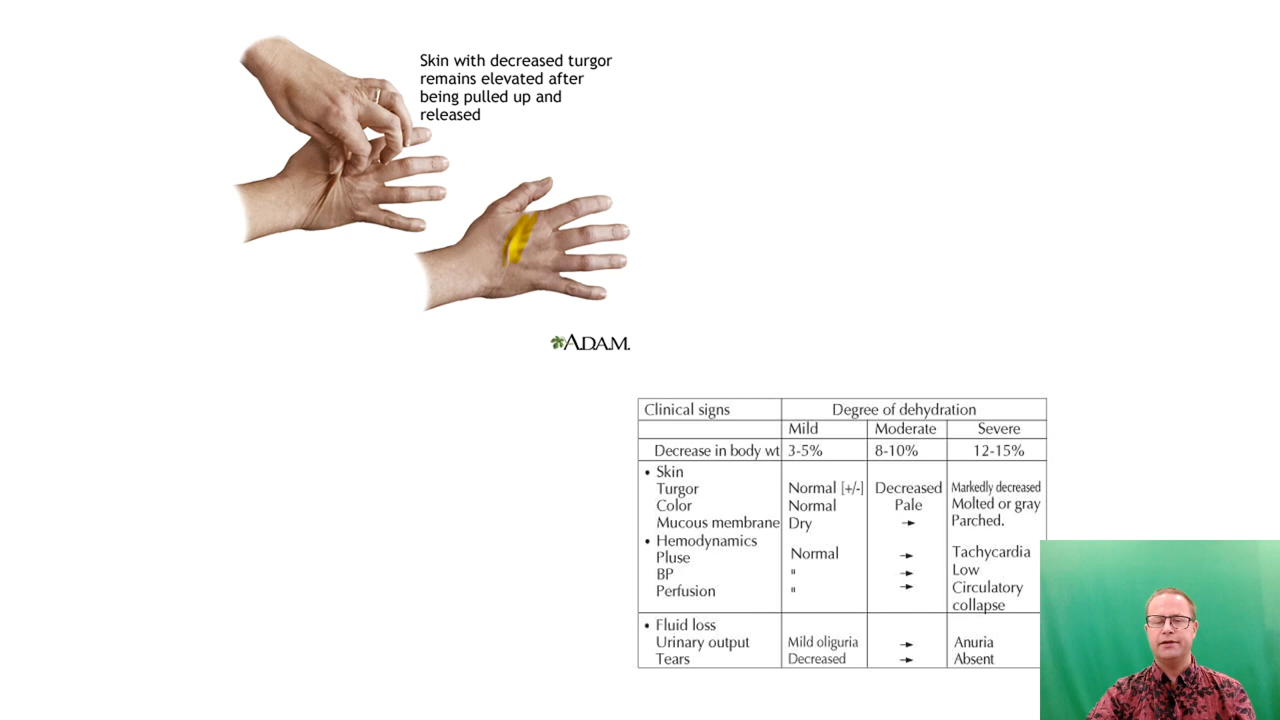 Skin with decreased turgor
remains elevated after
being pulled up and
released
A.D.A.M.
Clinical signs Degree of dehydration
Mild Moderate Severe
Decrease in body wt 3-5% 8-10% 12-15%
• Skin
Turgor Normal [+/-] Decreased Markedly decreased
Color Normal Pale Molted or gray
Mucous membrane Dry → Parched.
• Hemodynamics
Pluse Normal → Tachycardia
BP " → Low
Perfusion " → Circulatory
collapse
• Fluid loss
Urinary output Mild oliguria → Anuria
Tears Decreased → Absent